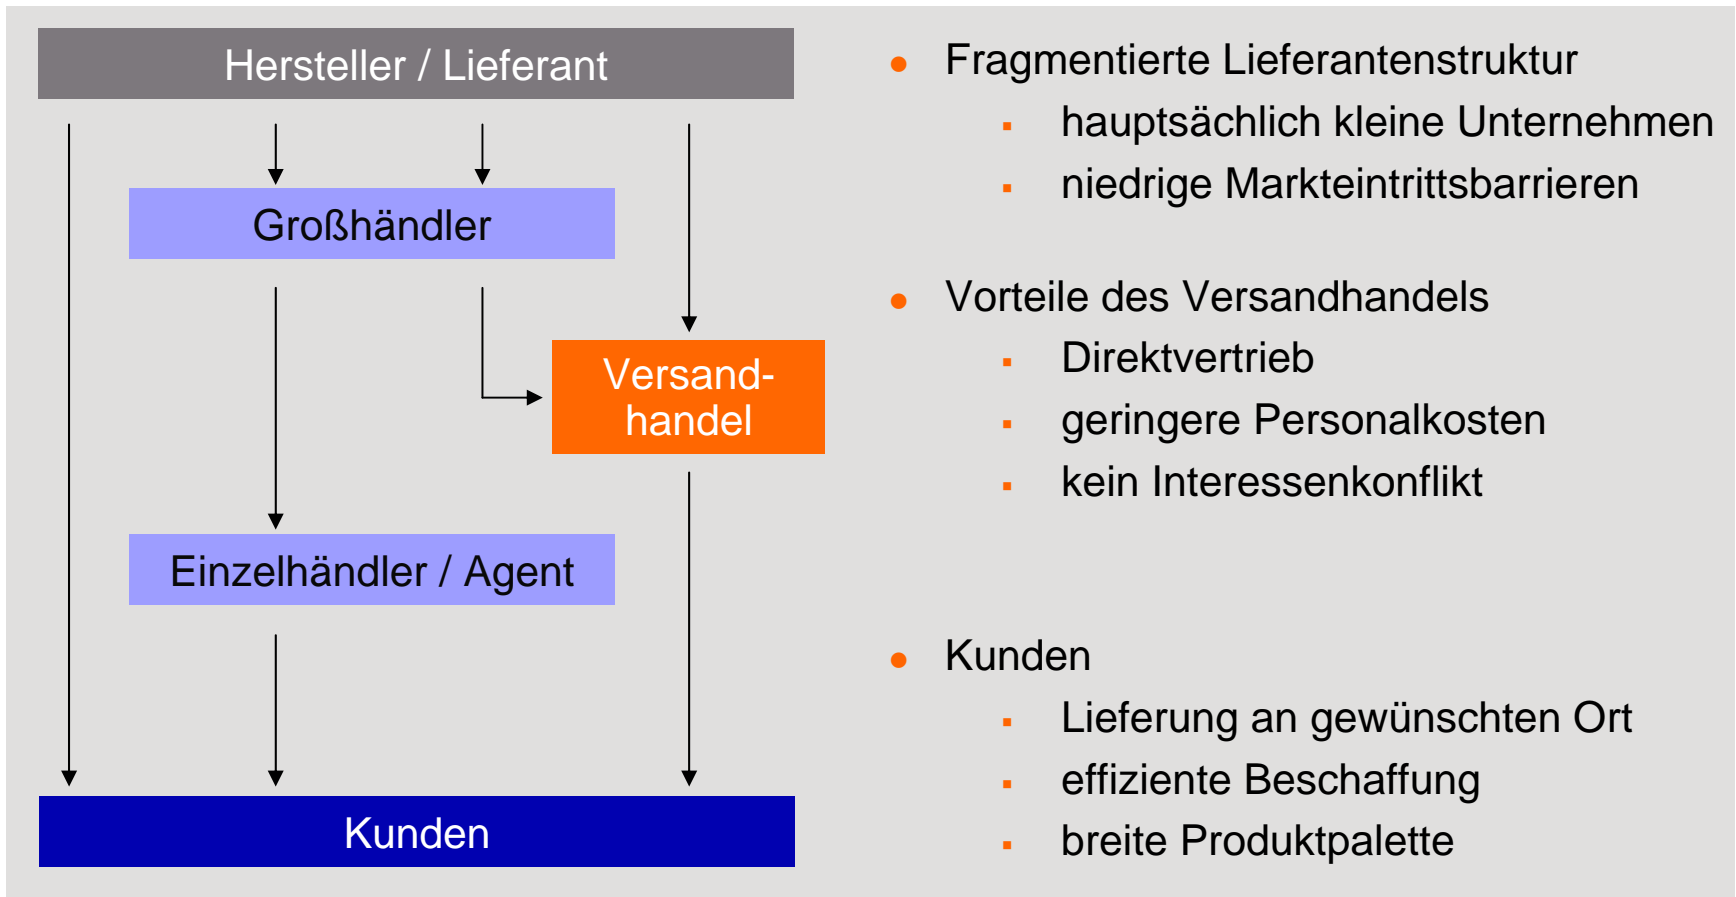 Hersteller / Lieferant
Großhändler
Versand-
handel
Einzelhändler / Agent
Kunden
● Fragmentierte Lieferantenstruktur
▪ hauptsächlich kleine Unternehmen
▪ niedrige Markteintrittsbarrieren
● Vorteile des Versandhandels
▪ Direktvertrieb
▪ geringere Personalkosten
▪ kein Interessenkonflikt
● Kunden
▪ Lieferung an gewünschten Ort
▪ effiziente Beschaffung
▪ breite Produktpalette